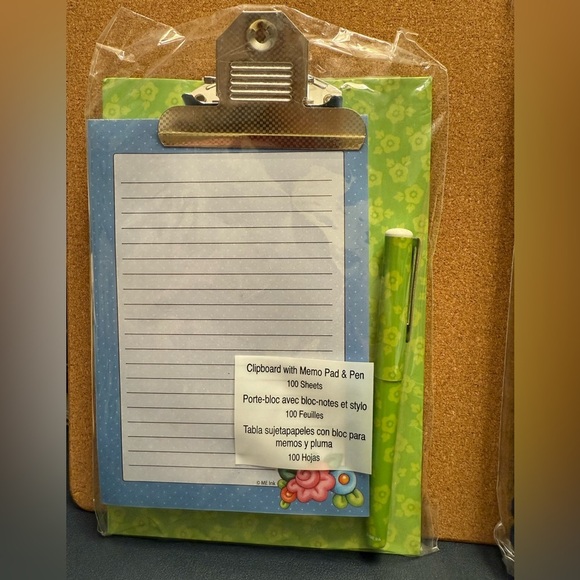 Clipboard with Memo Pad & Pen
100 Sheets
Porte-bloc avec bloc-notes et stylo
100 Feuilles
Tabla sujetapapeles con bloc para
memos y pluma
100 Hojas
© ME Ink